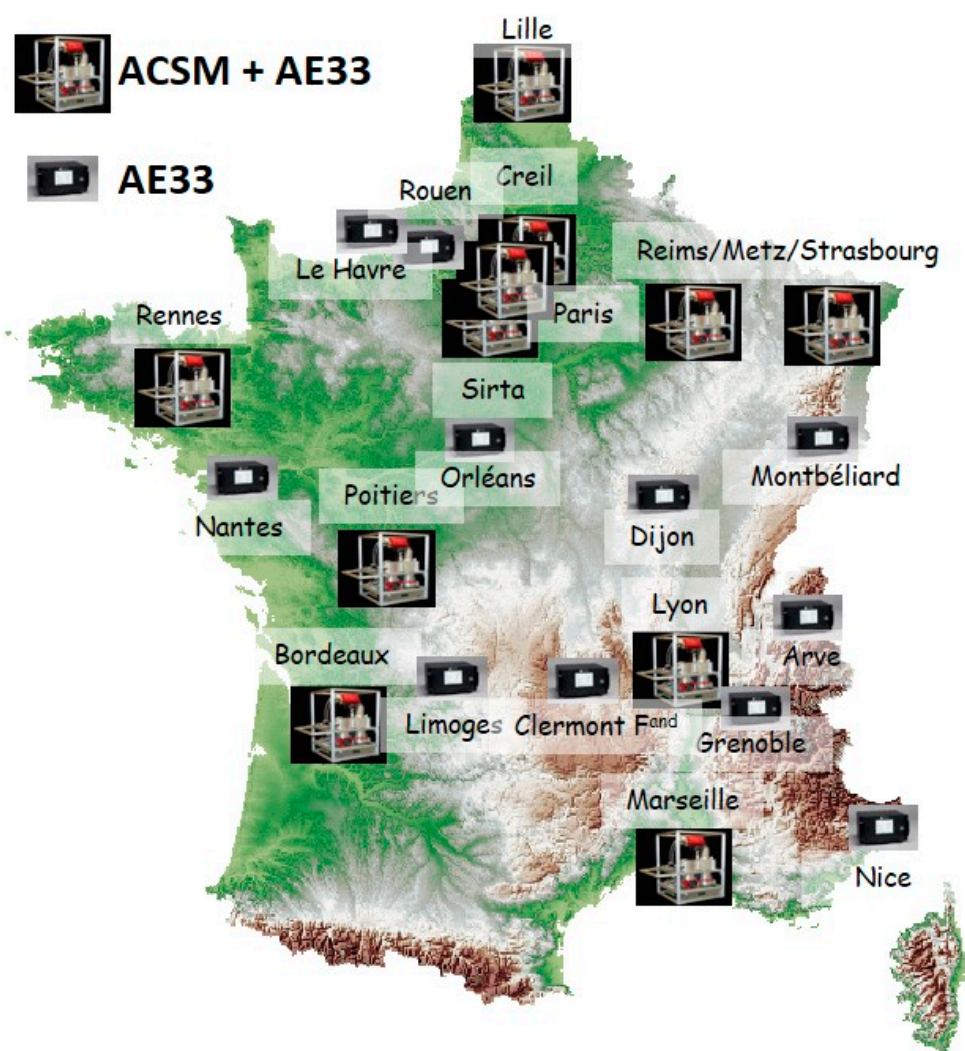 Lille
ACSM + AE33
AE33
Creil
Rouen
Reims/Metz/Strasbourg
Le Havre
Rennes
Paris
Sirta
Orléans
Montbéliard
Poitiers
Nantes
Dijon
Lyon
Bordeaux
Arve
Limoges
Clermont Fand
Grenoble
Marseille
Nice